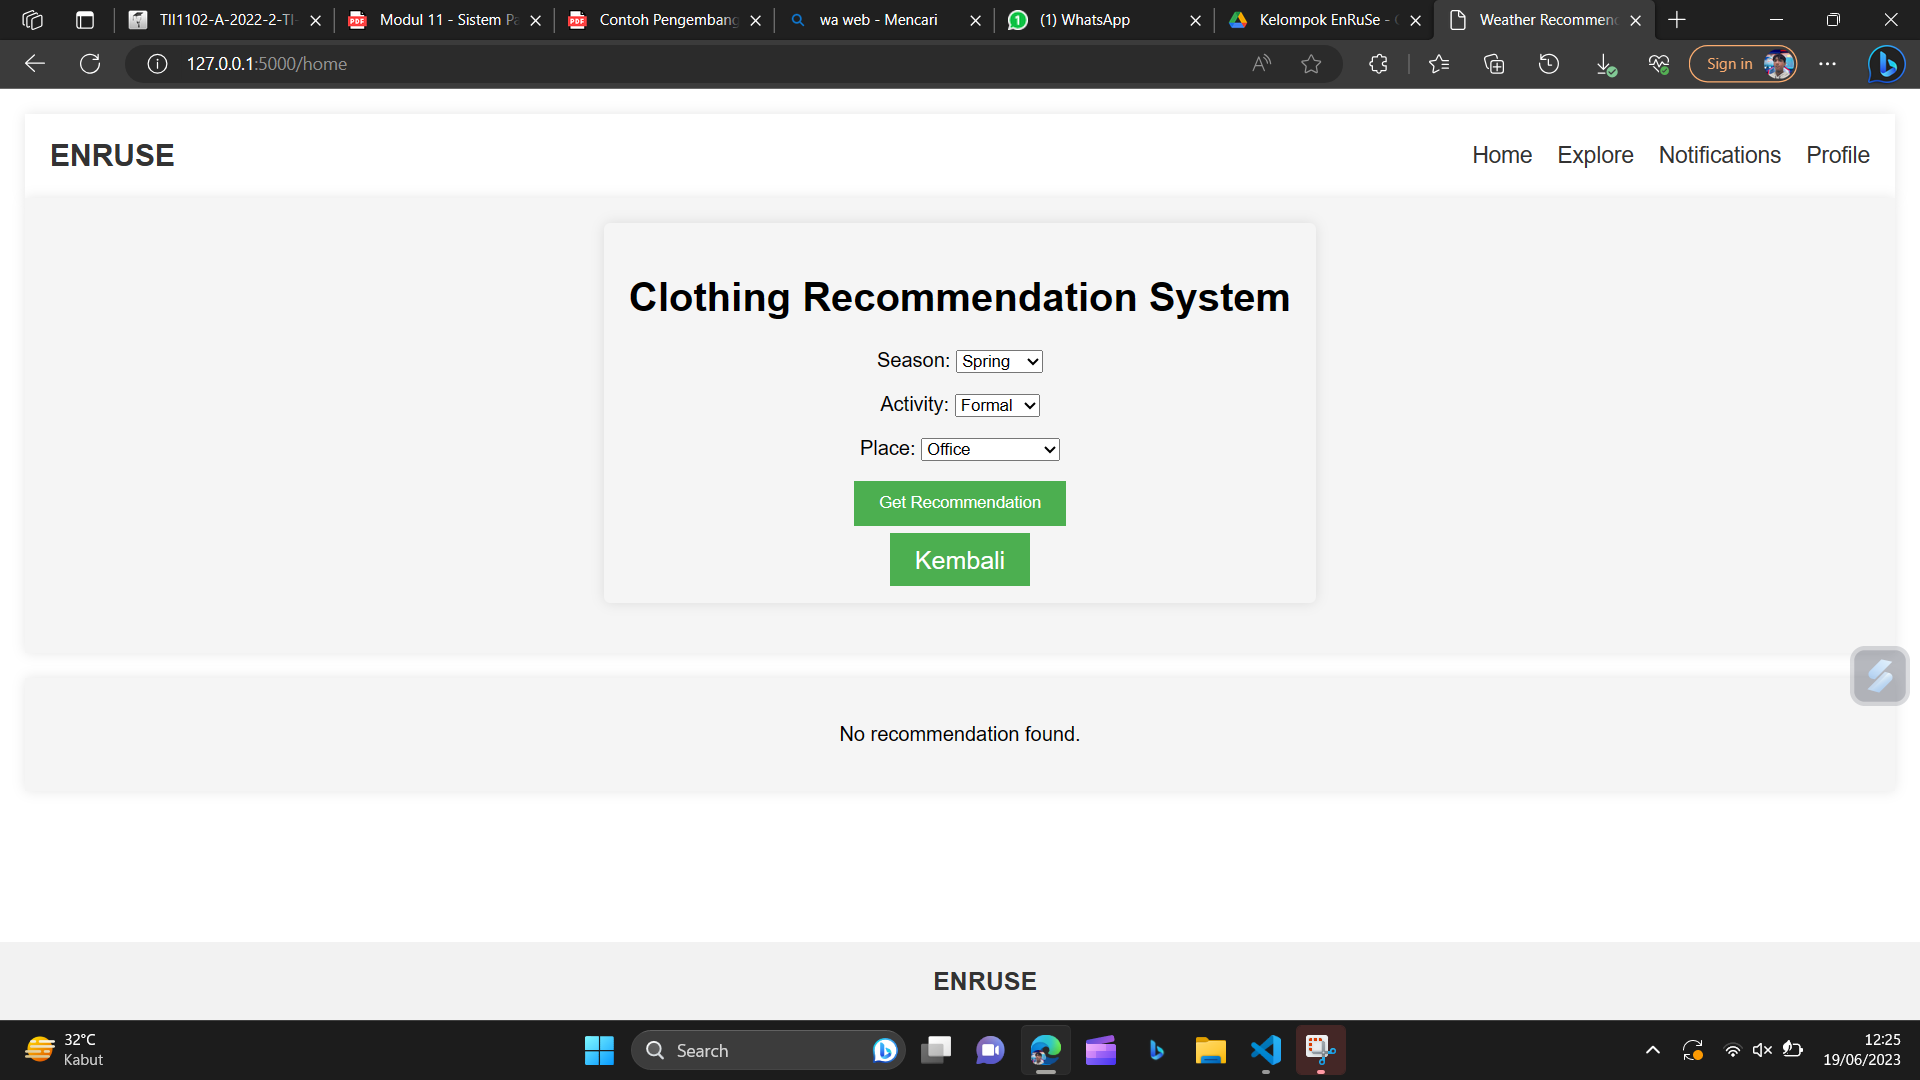 TII1102-A-2022-2-TI-
Modul 11 - Sistem Pa
Contoh Pengembang
wa web - Mencari
(1) WhatsApp
Kelompok EnRuSe -
Weather Recommen
127.0.0.1:5000/home
Sign in
ENRUSE
Home
Explore
Notifications
Profile
Clothing Recommendation System
Season: Spring
Activity: Formal
Place: Office
Get Recommendation
Kembali
No recommendation found.
ENRUSE
32°C
Kabut
Search
12:25
19/06/2023